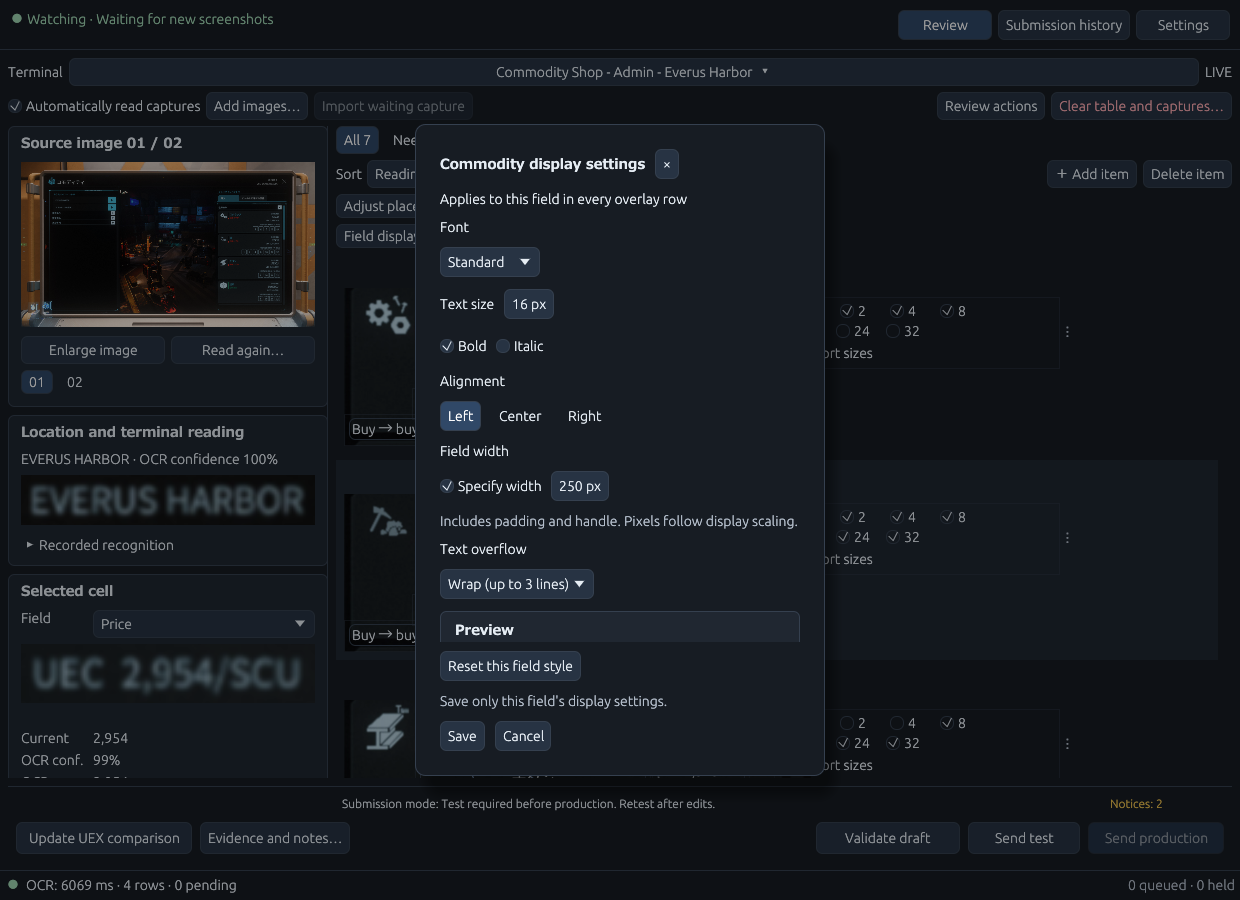 Watching · Waiting for new screenshots
Review
Submission history
Settings
Terminal
Commodity Shop - Admin - Everus Harbor
LIVE
Automatically read captures
Add images…
Import waiting capture
Review actions
Clear table and captures…
Source image 01 / 02
Enlarge image
Read again…
01
02
Location and terminal reading
EVERUS HARBOR · OCR confidence 100%
EVERUS HARBOR
Recorded recognition
Selected cell
Field
Price
UEC 2,954/SCU
Current 2,954
OCR conf. 99%
All 7
Nee
Sort
Readin
+ Add item
Delete item
Adjust place
Field display
2 4 8
24 32
ort sizes
Buy → buy
2 4 8
24 32
ort sizes
Buy → buy
2 4 8
24 32
ort sizes
Commodity display settings
×
Applies to this field in every overlay row
Font
Standard
Text size
16 px
Bold
Italic
Alignment
Left
Center
Right
Field width
Specify width
250 px
Includes padding and handle. Pixels follow display scaling.
Text overflow
Wrap (up to 3 lines)
Preview
Reset this field style
Save only this field's display settings.
Save
Cancel
Submission mode: Test required before production. Retest after edits.
Notices: 2
Update UEX comparison
Evidence and notes…
Validate draft
Send test
Send production
OCR: 6069 ms · 4 rows · 0 pending
0 queued · 0 held